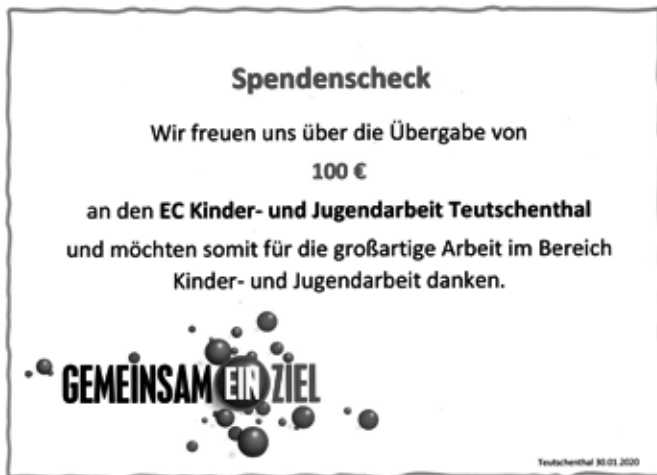 Spendenscheck
Wir freuen uns über die Übergabe von
100 €
an den EC Kinder- und Jugendarbeit Teutschenthal
und möchten somit für die großartige Arbeit im Bereich
Kinder- und Jugendarbeit danken.
GEMEINSAM EIN ZIEL
Teutschenthal 30.01.2020